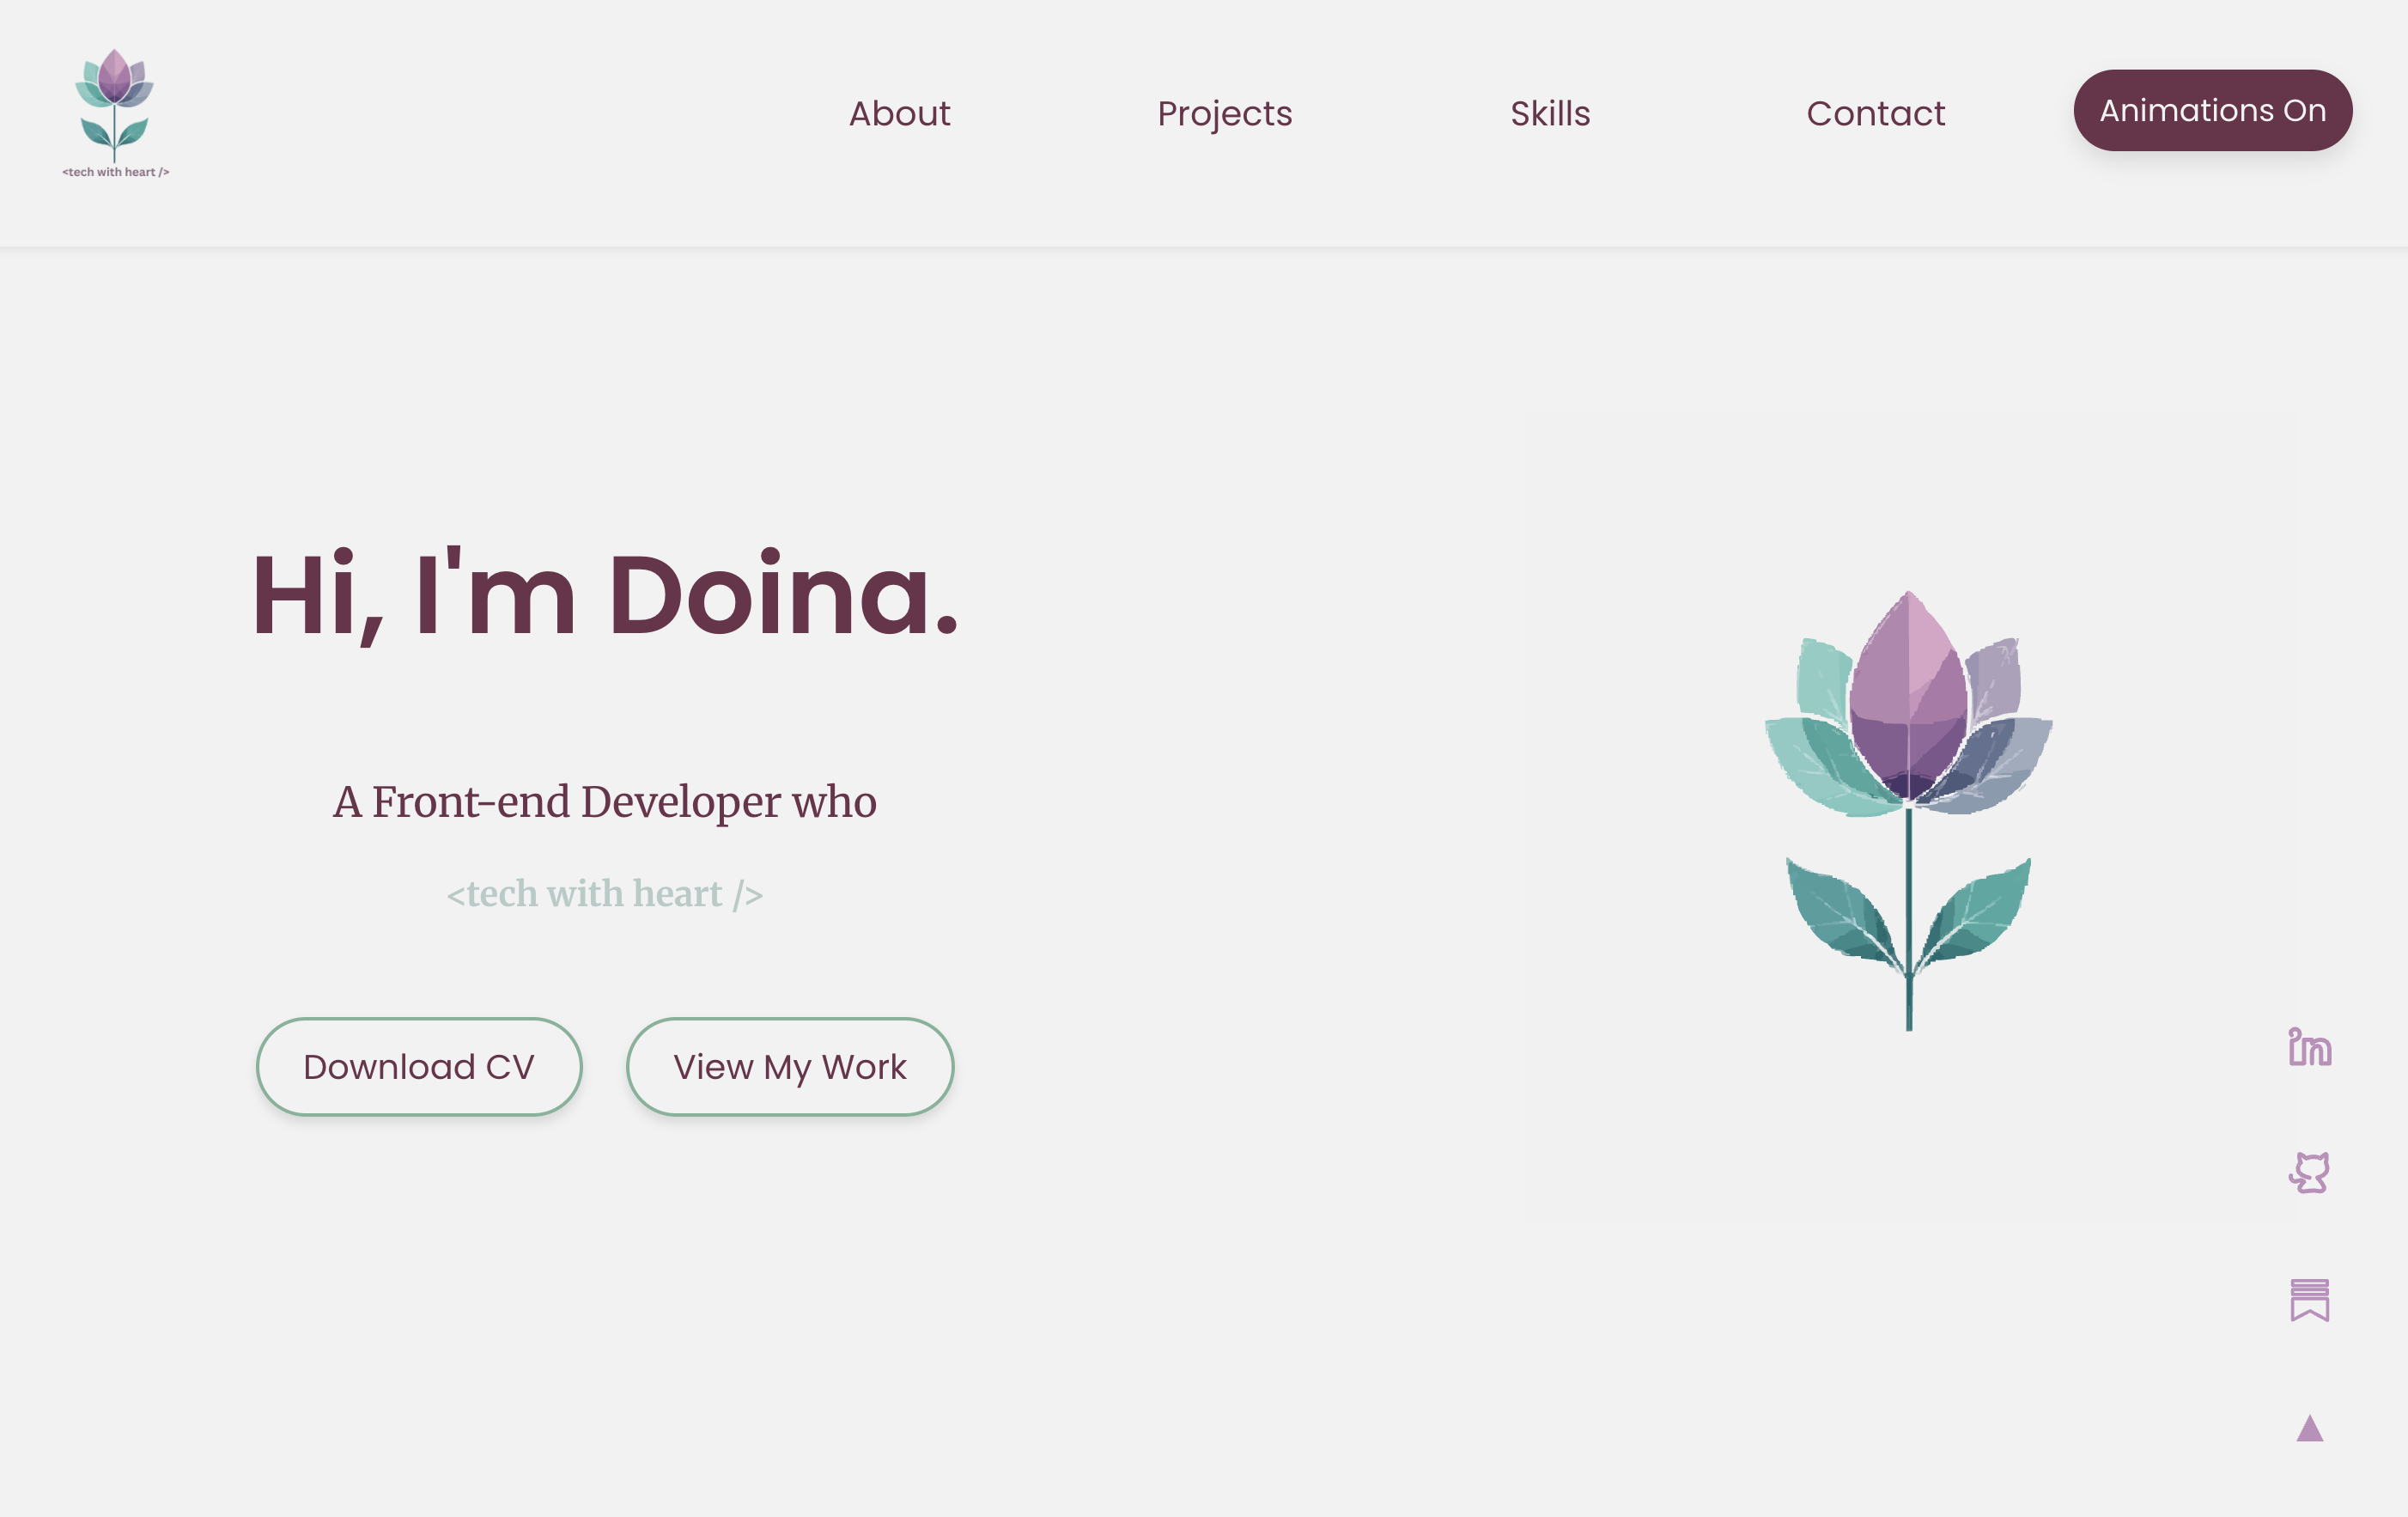 <tech with heart />
About
Projects
Skills
Contact
Animations On
Hi, I'm Doina.
A Front-end Developer who
<tech with heart />
Download CV
View My Work
in